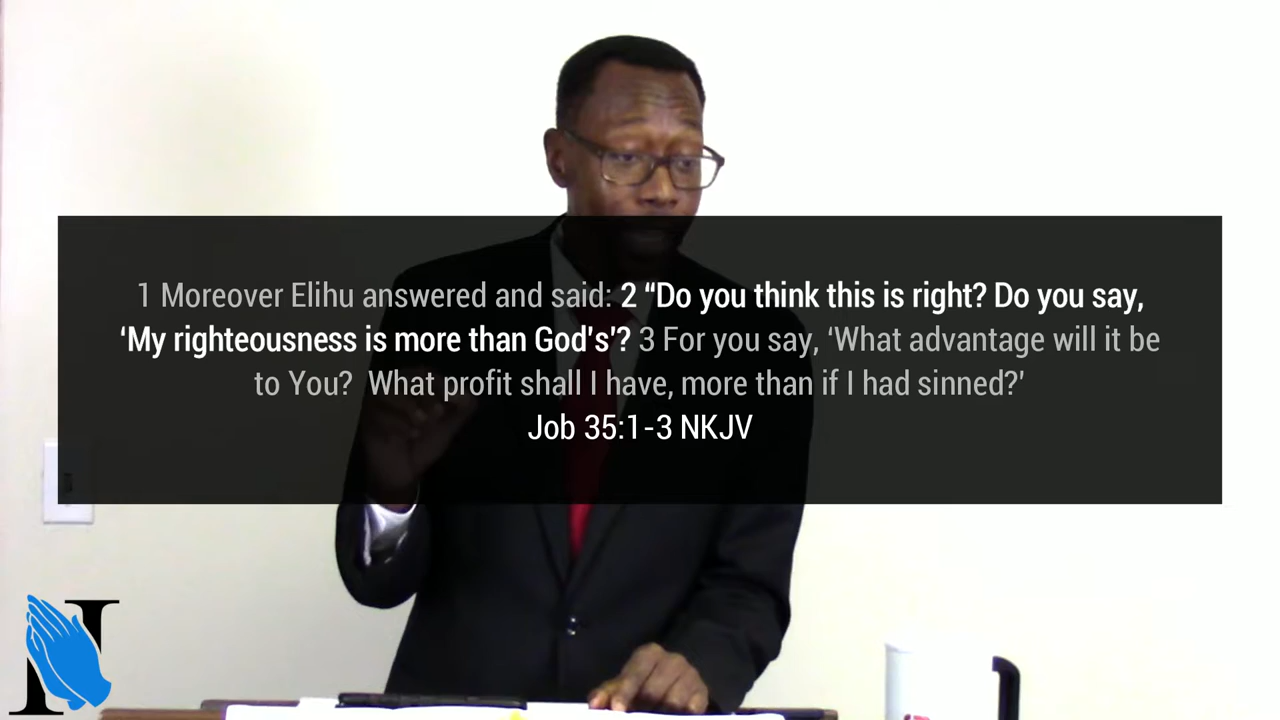 1 Moreover Elihu answered and said: 2 “Do you think this is right? Do you say,
‘My righteousness is more than God's’? 3 For you say, ‘What advantage will it be
to You?  What profit shall I have, more than if I had sinned?’
Job 35:1-3 NKJV
N